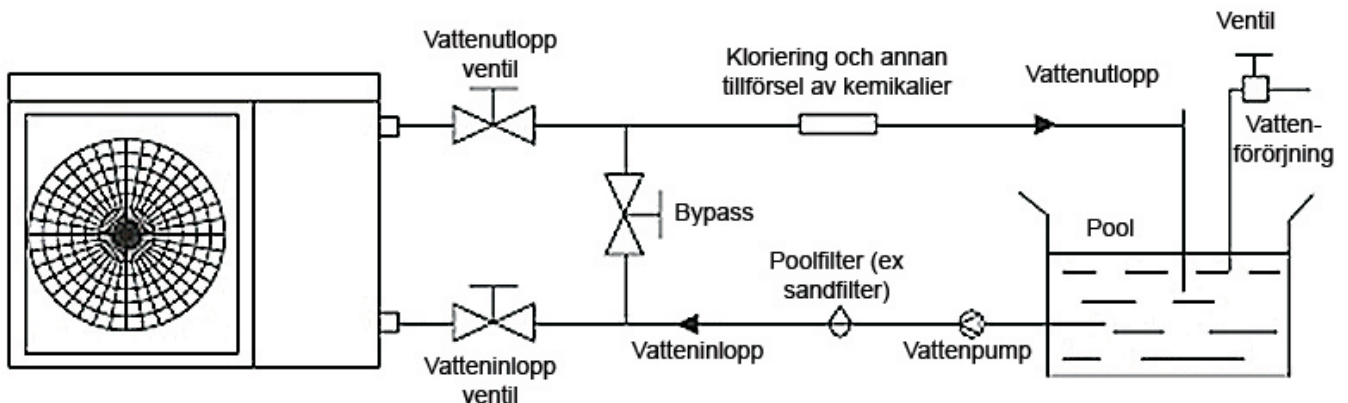 Vattenutlopp
ventil
Kloriering och annan
tillförsel av kemikalier
Vattenutlopp
Ventil
Vatten-
förörjning
Bypass
Pool
Poolfilter (ex
sandfilter)
Vatteninlopp
ventil
Vatteninlopp
Vattenpump